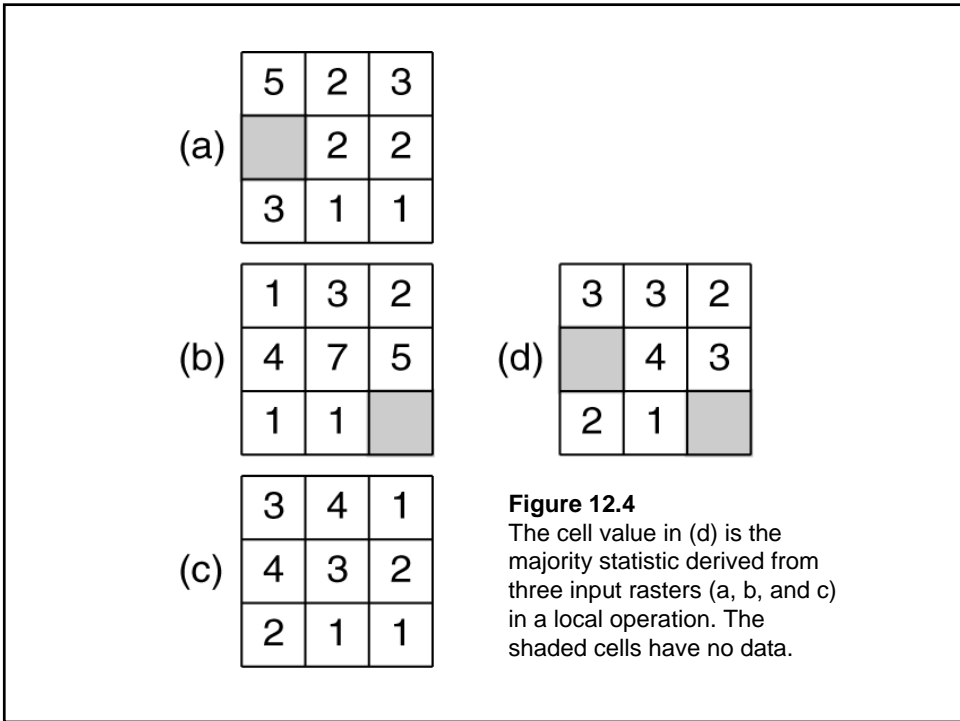 5 2 3
(a) 2 2
3 1 1
1 3 2
(b) 4 7 5
1 1
3 4 1
(c) 4 3 2
2 1 1
3 3 2
(d) 4 3
2 1
Figure 12.4
The cell value in (d) is the
majority statistic derived from
three input rasters (a, b, and c)
in a local operation. The
shaded cells have no data.